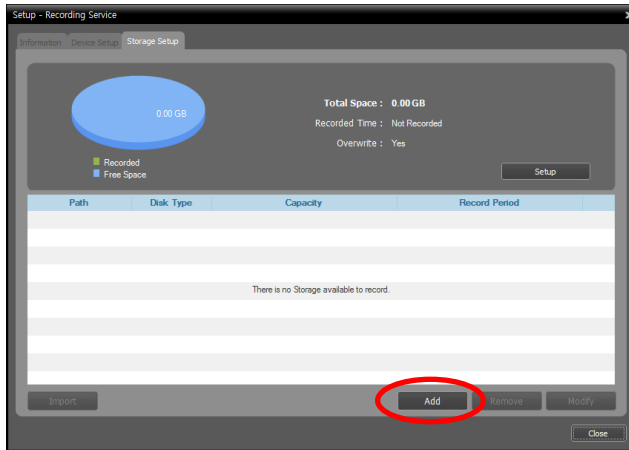 Setup - Recording Service
Information Device Setup Storage Setup
0.00 GB
Recorded
Free Space
Total Space : 0.00 GB
Recorded Time : Not Recorded
Overwrite : Yes
Setup
Path Disk Type Capacity Record Period
There is no Storage available to record.
Import Add Remove Modify
Close